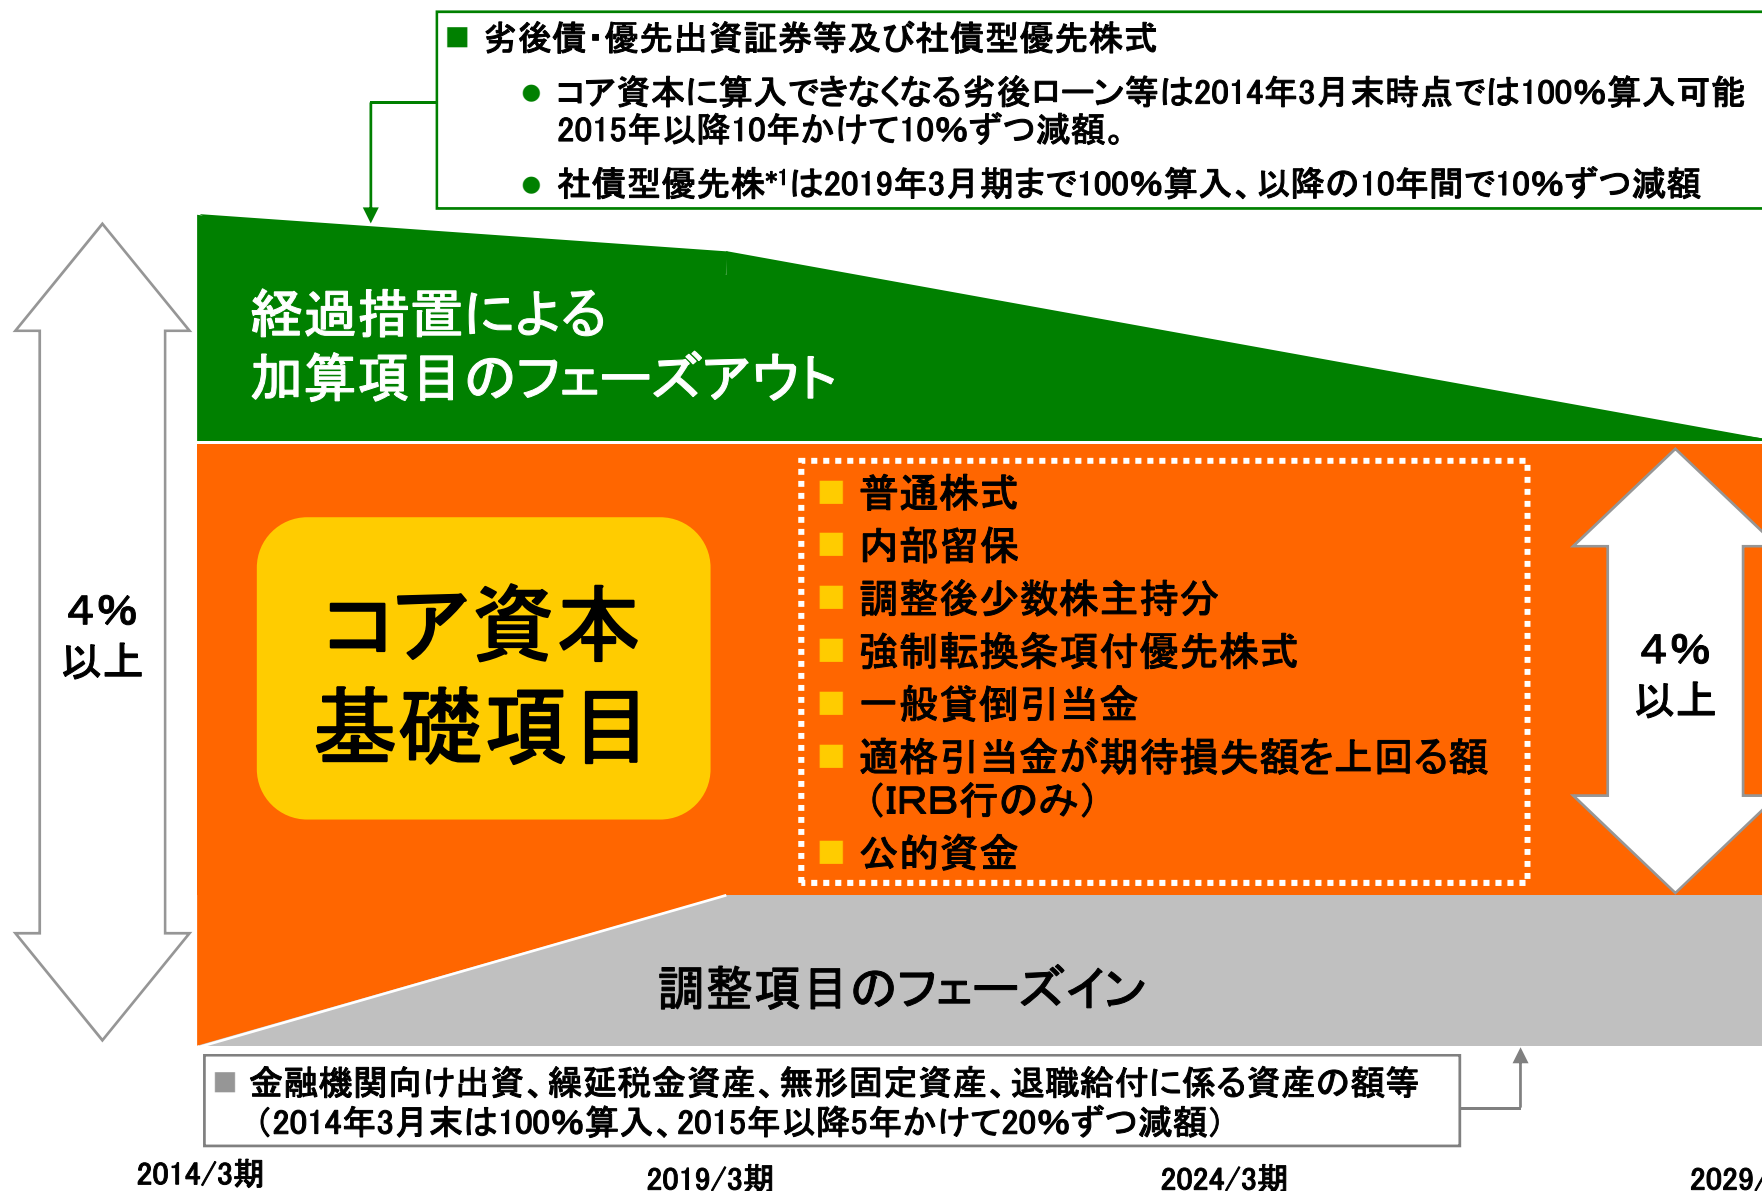 劣後債・優先出資証券等及び社債型優先株式
コア資本に算入できなくなる劣後ローン等は2014年3月末時点では100%算入可能
2015年以降10年かけて10%ずつ減額。
社債型優先株*1は2019年3月期まで100%算入、以降の10年間で10%ずつ減額
経過措置による
加算項目のフェーズアウト
普通株式
内部留保
調整後少数株主持分
強制転換条項付優先株式
一般貸倒引当金
適格引当金が期待損失額を上回る額
（IRB行のみ）
公的資金
コア資本
基礎項目
4%
以上
4%
以上
調整項目のフェーズイン
金融機関向け出資、繰延税金資産、無形固定資産、退職給付に係る資産の額等
（2014年3月末は100%算入、2015年以降5年かけて20%ずつ減額）
2014/3期
2019/3期
2024/3期
2029/